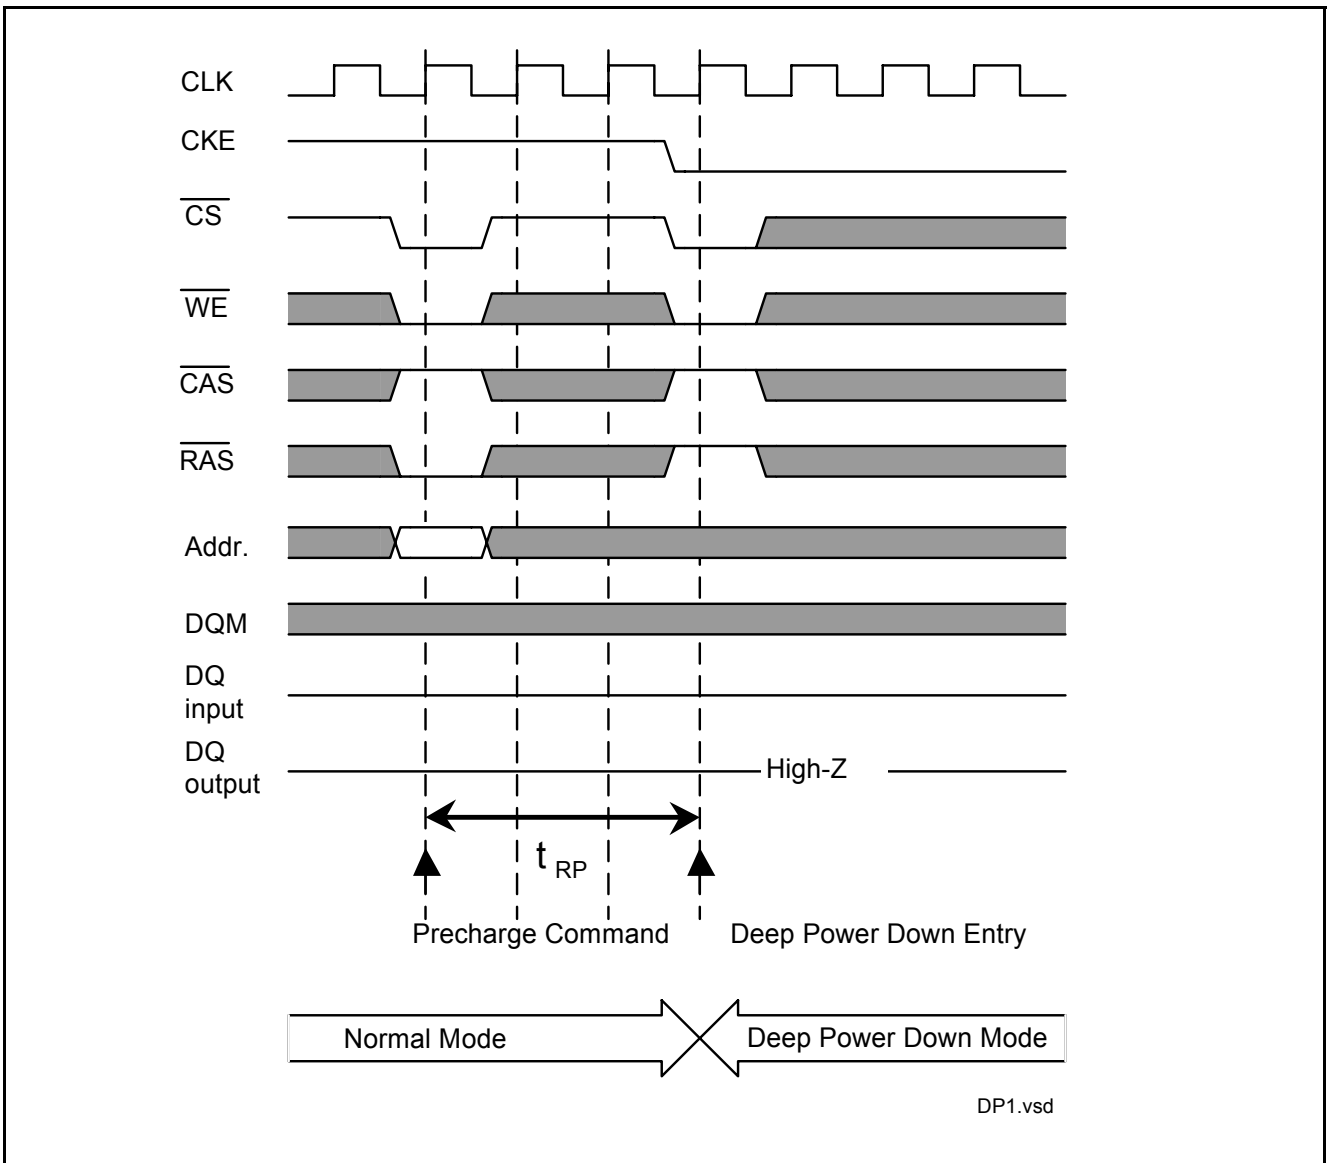 CLK
CKE
CS
WE
CAS
RAS
Addr.
DQM
DQ
input
DQ
output
High-Z
t RP
Precharge Command
Deep Power Down Entry
Normal Mode
Deep Power Down Mode
DP1.vsd